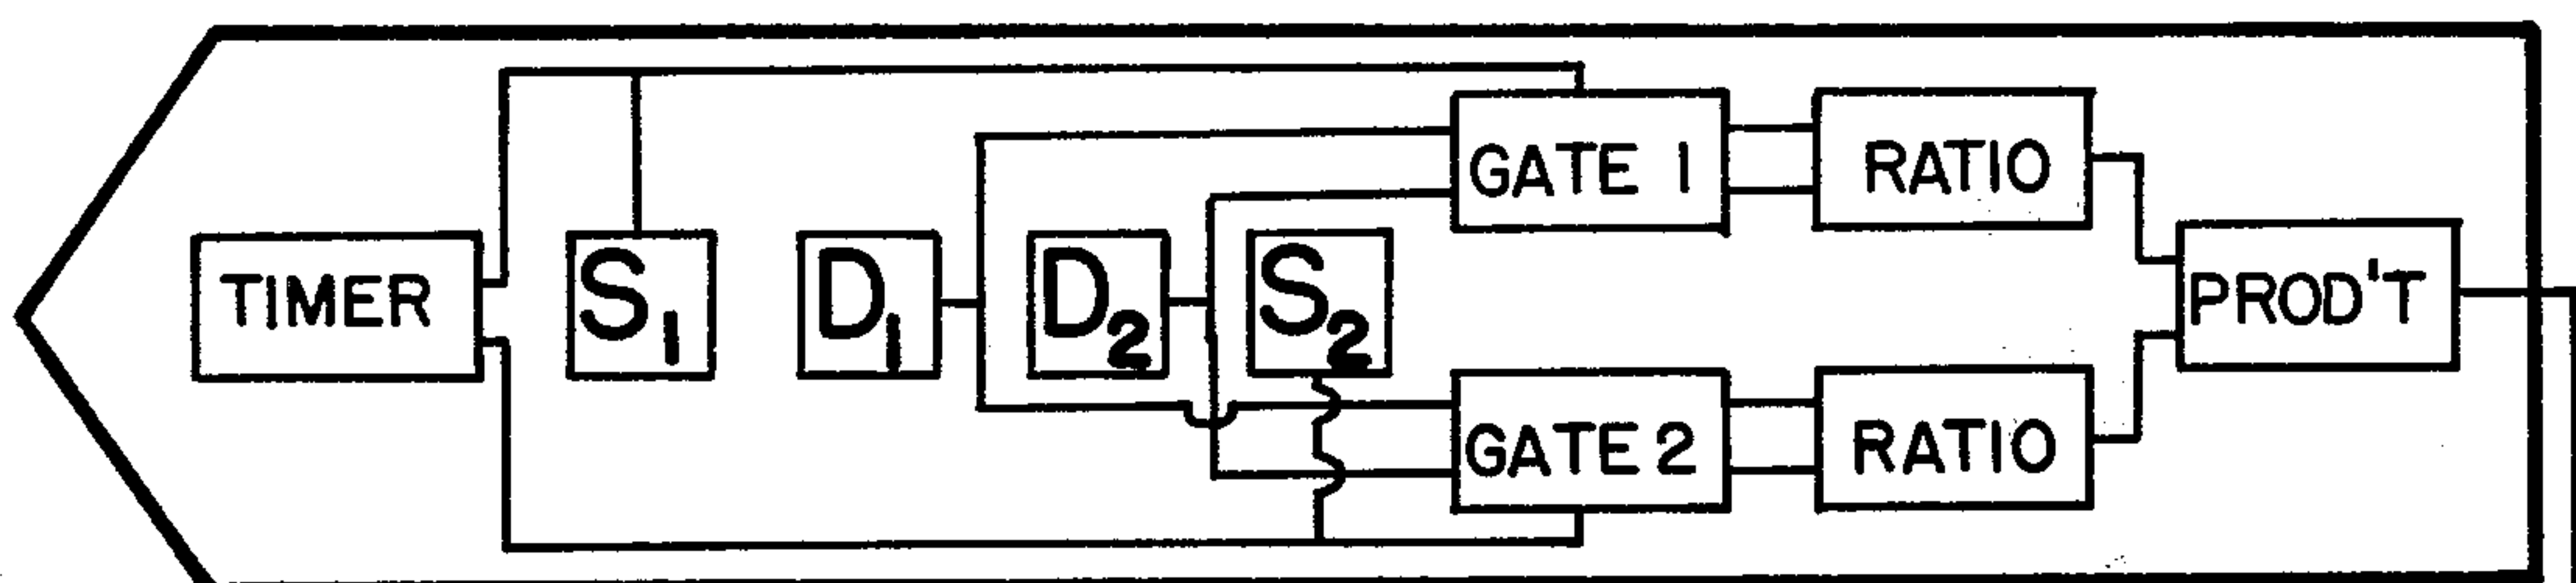 GATE 1
RATIO
TIMER
S1
D1
D2
S2
PROD'T
GATE 2
RATIO